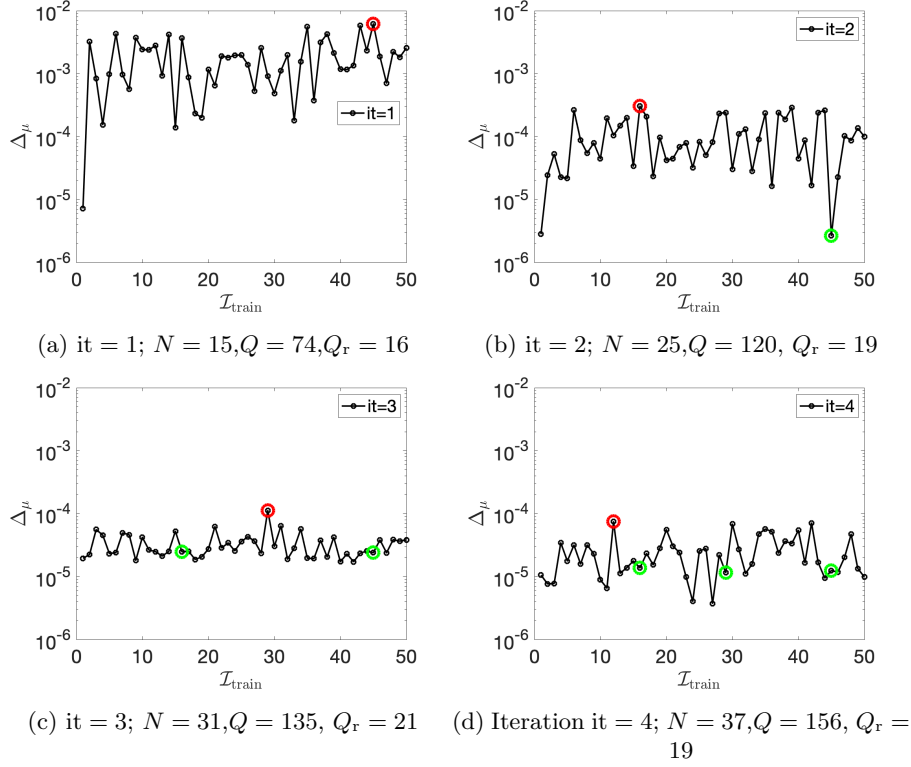 10^-2
10^-3
10^-4
10^-5
10^-6
Δ_μ
it=1
0 10 20 30 40 50
I_train
(a) it = 1; N = 15,Q = 74,Q_r = 16
10^-2
10^-3
10^-4
10^-5
10^-6
Δ_μ
it=2
0 10 20 30 40 50
I_train
(b) it = 2; N = 25,Q = 120, Q_r = 19
10^-2
10^-3
10^-4
10^-5
10^-6
Δ_μ
it=3
0 10 20 30 40 50
I_train
(c) it = 3; N = 31,Q = 135, Q_r = 21
10^-2
10^-3
10^-4
10^-5
10^-6
Δ_μ
it=4
0 10 20 30 40 50
I_train
(d) Iteration it = 4; N = 37,Q = 156, Q_r =
19